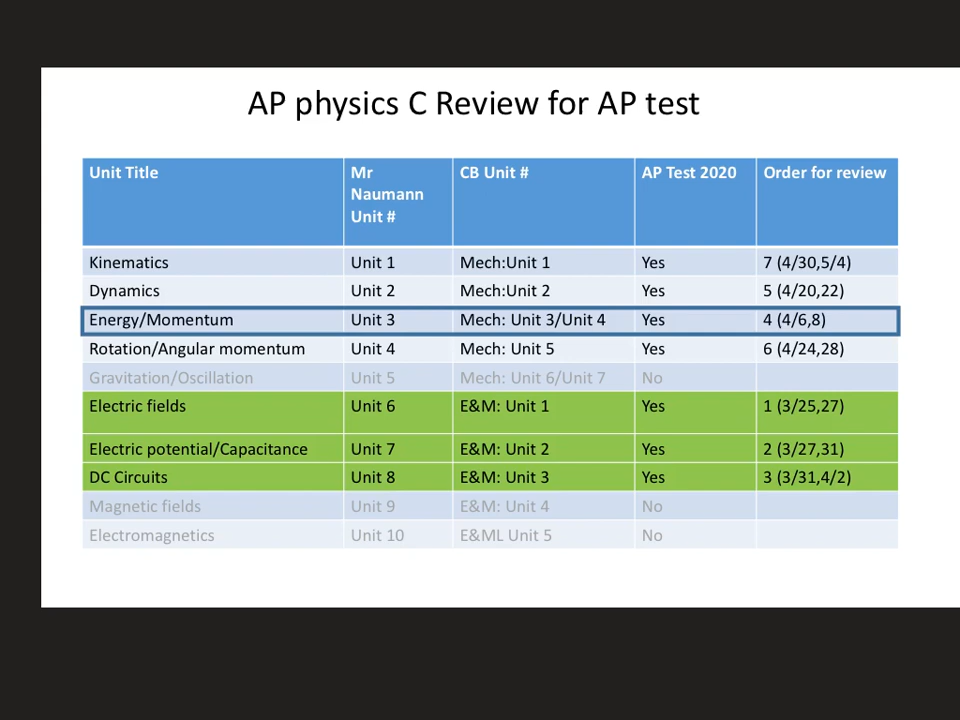 AP physics C Review for AP test
Unit Title Mr Naumann Unit # CB Unit # AP Test 2020 Order for review
Kinematics Unit 1 Mech:Unit 1 Yes 7 (4/30,5/4)
Dynamics Unit 2 Mech:Unit 2 Yes 5 (4/20,22)
Energy/Momentum Unit 3 Mech: Unit 3/Unit 4 Yes 4 (4/6,8)
Rotation/Angular momentum Unit 4 Mech: Unit 5 Yes 6 (4/24,28)
Gravitation/Oscillation Unit 5 Mech: Unit 6/Unit 7 No
Electric fields Unit 6 E&M: Unit 1 Yes 1 (3/25,27)
Electric potential/Capacitance Unit 7 E&M: Unit 2 Yes 2 (3/27,31)
DC Circuits Unit 8 E&M: Unit 3 Yes 3 (3/31,4/2)
Magnetic fields Unit 9 E&M: Unit 4 No
Electromagnetics Unit 10 E&ML Unit 5 No